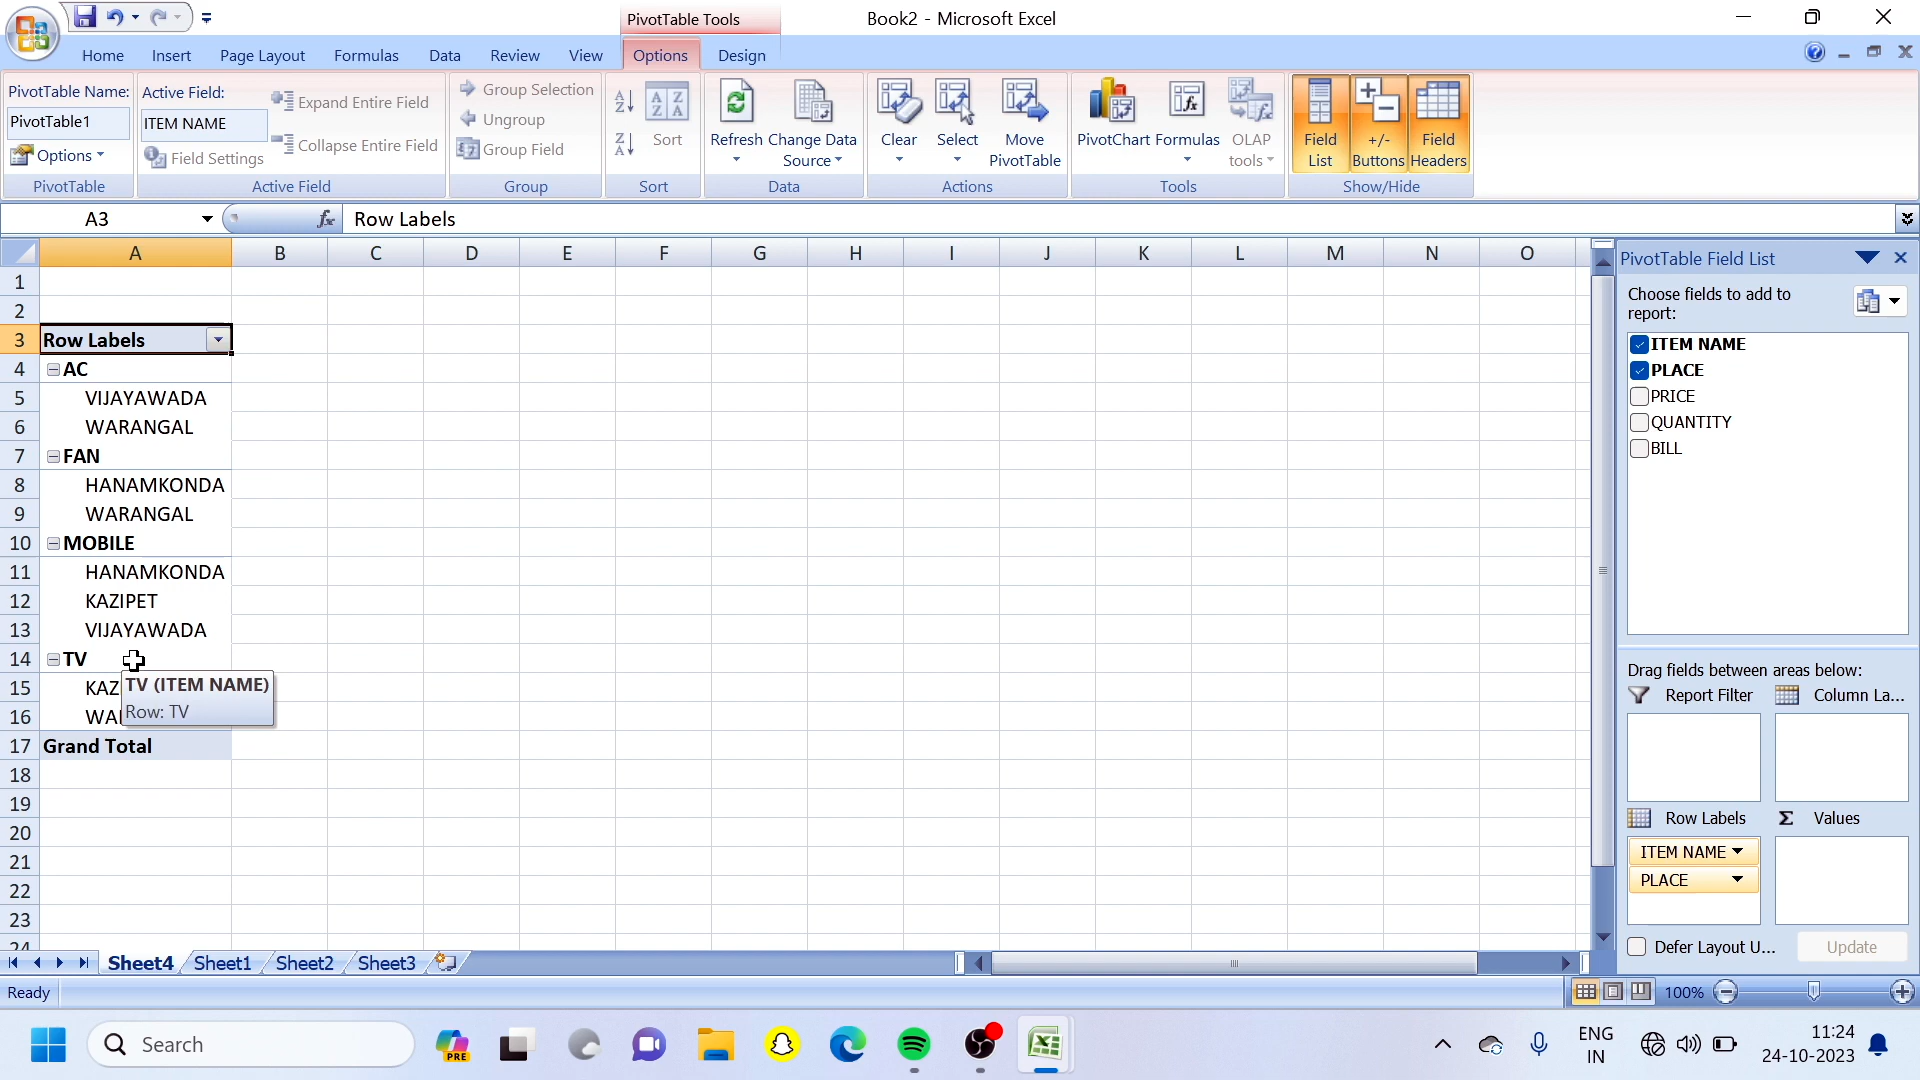 PivotTable Tools
Book2 - Microsoft Excel
Home
Insert
Page Layout
Formulas
Data
Review
View
Options
Design
PivotTable Name:
PivotTable1
Options
PivotTable
Active Field:
ITEM NAME
Field Settings
Expand Entire Field
Collapse Entire Field
Active Field
Group Selection
Ungroup
Group Field
Group
A Z
Z A
A Z
Z A
Sort
Sort
Refresh
Change Data
Source
Data
Clear
Select
Move
PivotTable
Actions
PivotChart
Formulas
OLAP
tools
Tools
Field
List
+/-
Buttons
Field
Headers
Show/Hide
A3
fx
Row Labels
A B C D E F G H I J K L M N O
1
2
3 Row Labels
4 AC
5 VIJAYAWADA
6 WARANGAL
7 FAN
8 HANAMKONDA
9 WARANGAL
10 MOBILE
11 HANAMKONDA
12 KAZIPET
13 VIJAYAWADA
14 TV
15 KAZ
16 WA
TV (ITEM NAME)
Row: TV
17 Grand Total
18
19
20
21
22
23
24
PivotTable Field List
Choose fields to add to
report:
ITEM NAME
PLACE
PRICE
QUANTITY
BILL
Drag fields between areas below:
Report Filter
Column La...
Row Labels
Σ Values
ITEM NAME
PLACE
Defer Layout U...
Update
Sheet4
Sheet1
Sheet2
Sheet3
Ready
100%
Search
PRE
ENG
IN
11:24
24-10-2023